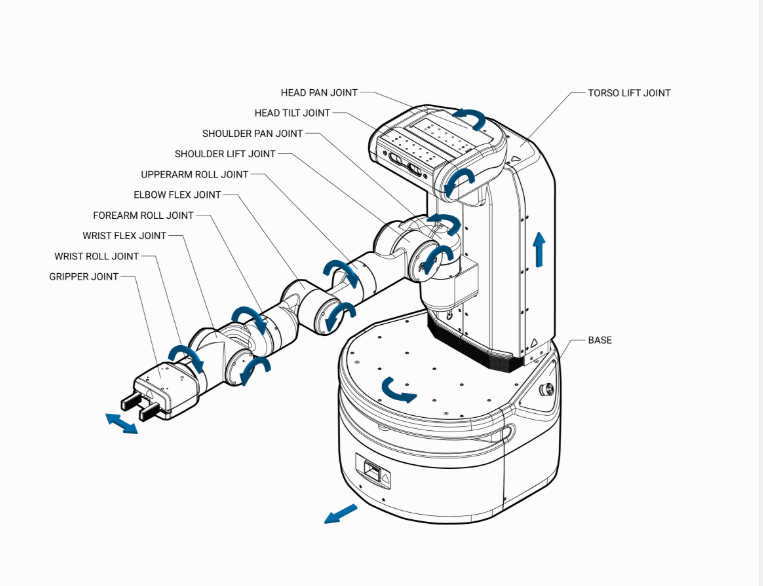 HEAD PAN JOINT
TORSO LIFT JOINT
HEAD TILT JOINT
SHOULDER PAN JOINT
SHOULDER LIFT JOINT
UPPERARM ROLL JOINT
ELBOW FLEX JOINT
FOREARM ROLL JOINT
WRIST FLEX JOINT
WRIST ROLL JOINT
GRIPPER JOINT
BASE